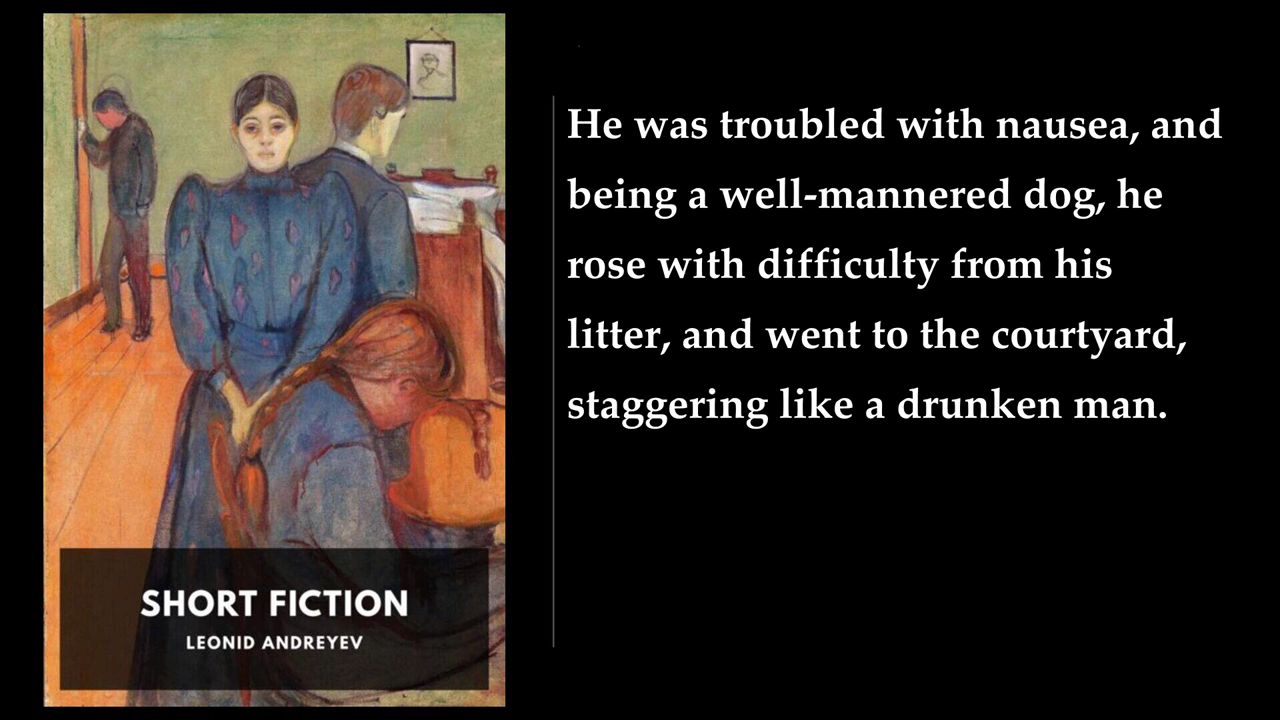 SHORT FICTION
LEONID ANDREYEV
He was troubled with nausea, and
being a well-mannered dog, he
rose with difficulty from his
litter, and went to the courtyard,
staggering like a drunken man.